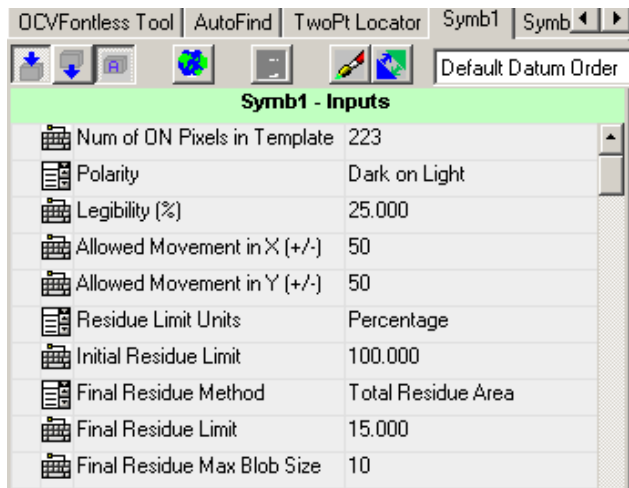 OCVFontless Tool AutoFind TwoPt Locator Symb1 Symb
A Default Datum Order
Symb1 - Inputs
Num of ON Pixels in Template 223
Polarity Dark on Light
Legibility (%) 25.000
Allowed Movement in X (+/-) 50
Allowed Movement in Y (+/-) 50
Residue Limit Units Percentage
Initial Residue Limit 100.000
Final Residue Method Total Residue Area
Final Residue Limit 15.000
Final Residue Max Blob Size 10